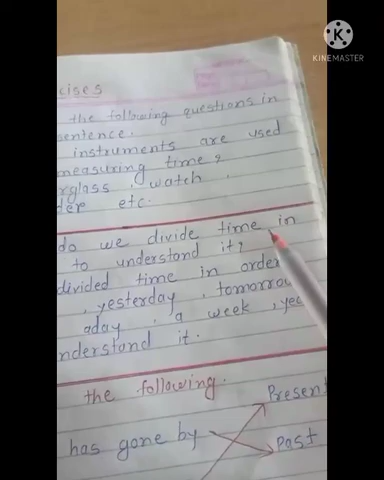 KINEMASTER
cises
the following questions in
sentence.
instruments are used
measuring time?
rglass, watch,
der etc.
do we divide time in
to understand it?
divided time in order
, yesterday, tomorrow
aday, a week, yea
nderstand it.
the following.
Present
has gone by
Past